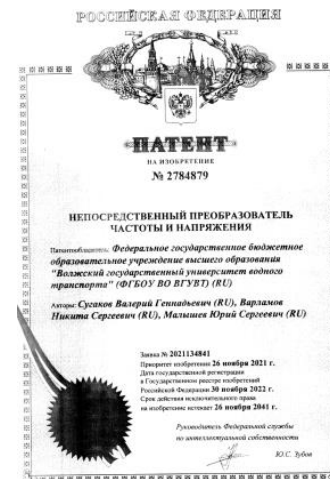 РОССИЙСКАЯ ФЕДЕРАЦИЯ
ПАТЕНТ
НА ИЗОБРЕТЕНИЕ
№ 2784879
НЕПОСРЕДСТВЕННЫЙ ПРЕОБРАЗОВАТЕЛЬ
ЧАСТОТЫ И НАПРЯЖЕНИЯ
Патентообладатель: Федеральное государственное бюджетное
образовательное учреждение высшего образования
"Волжский государственный университет водного
транспорта" (ФГБОУ ВО ВГУВТ) (RU)
Авторы: Сугаков Валерий Геннадьевич (RU), Варламов
Никита Сергеевич (RU), Малышев Юрий Сергеевич (RU)
Заявка № 2021134841
Приоритет изобретения 26 ноября 2021 г.
Дата государственной регистрации
в Государственном реестре изобретений
Российской Федерации 30 ноября 2022 г.
Срок действия исключительного права
на изобретение истекает 26 ноября 2041 г.
Руководитель Федеральной службы
по интеллектуальной собственности
Ю.С. Зубов